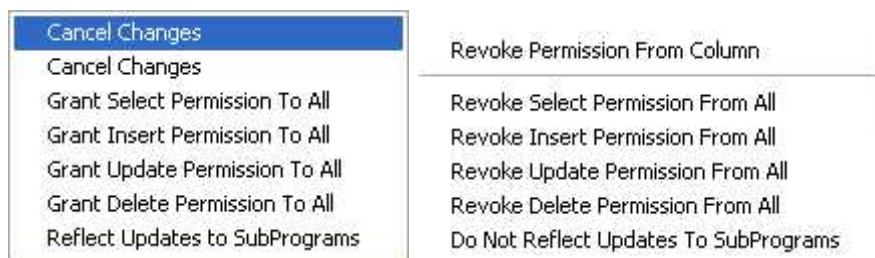 Cancel Changes
Cancel Changes
Grant Select Permission To All
Grant Insert Permission To All
Grant Update Permission To All
Grant Delete Permission To All
Reflect Updates to SubPrograms
Revoke Permission From Column
Revoke Select Permission From All
Revoke Insert Permission From All
Revoke Update Permission From All
Revoke Delete Permission From All
Do Not Reflect Updates To SubPrograms